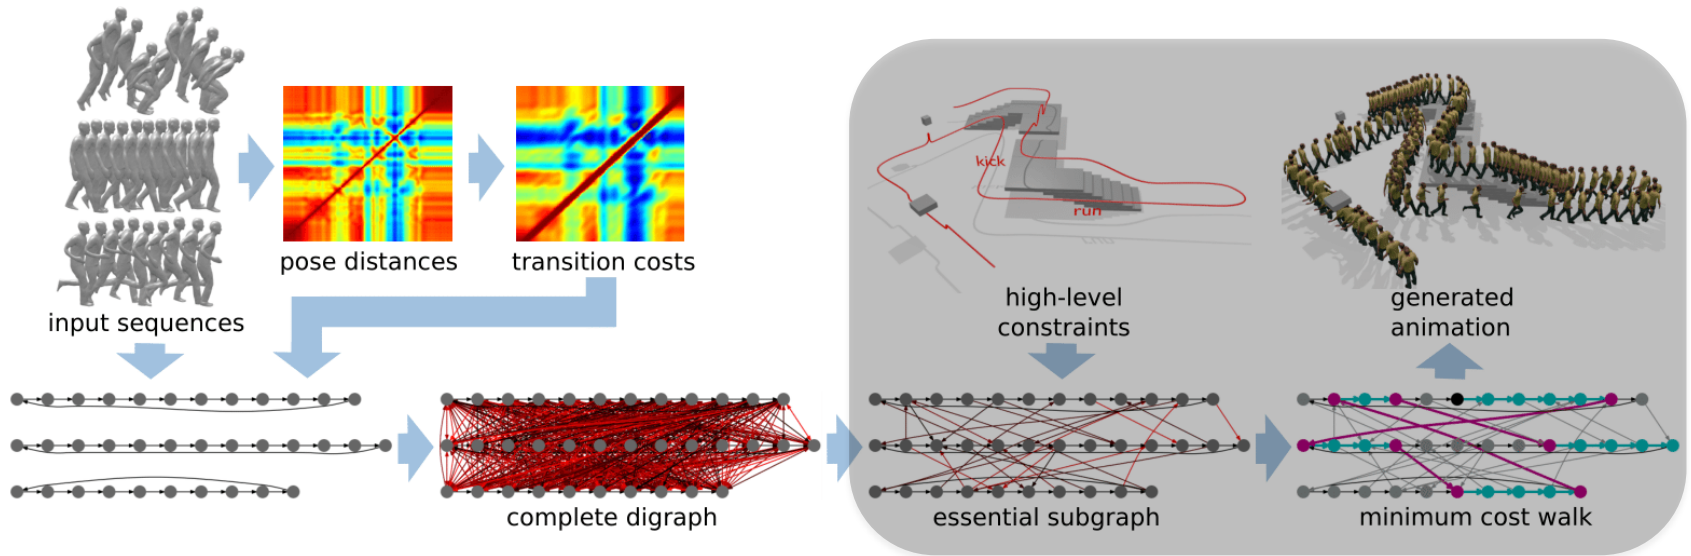 kick
run
pose distances
transition costs
high-level
constraints
generated
animation
input sequences
complete digraph
essential subgraph
minimum cost walk